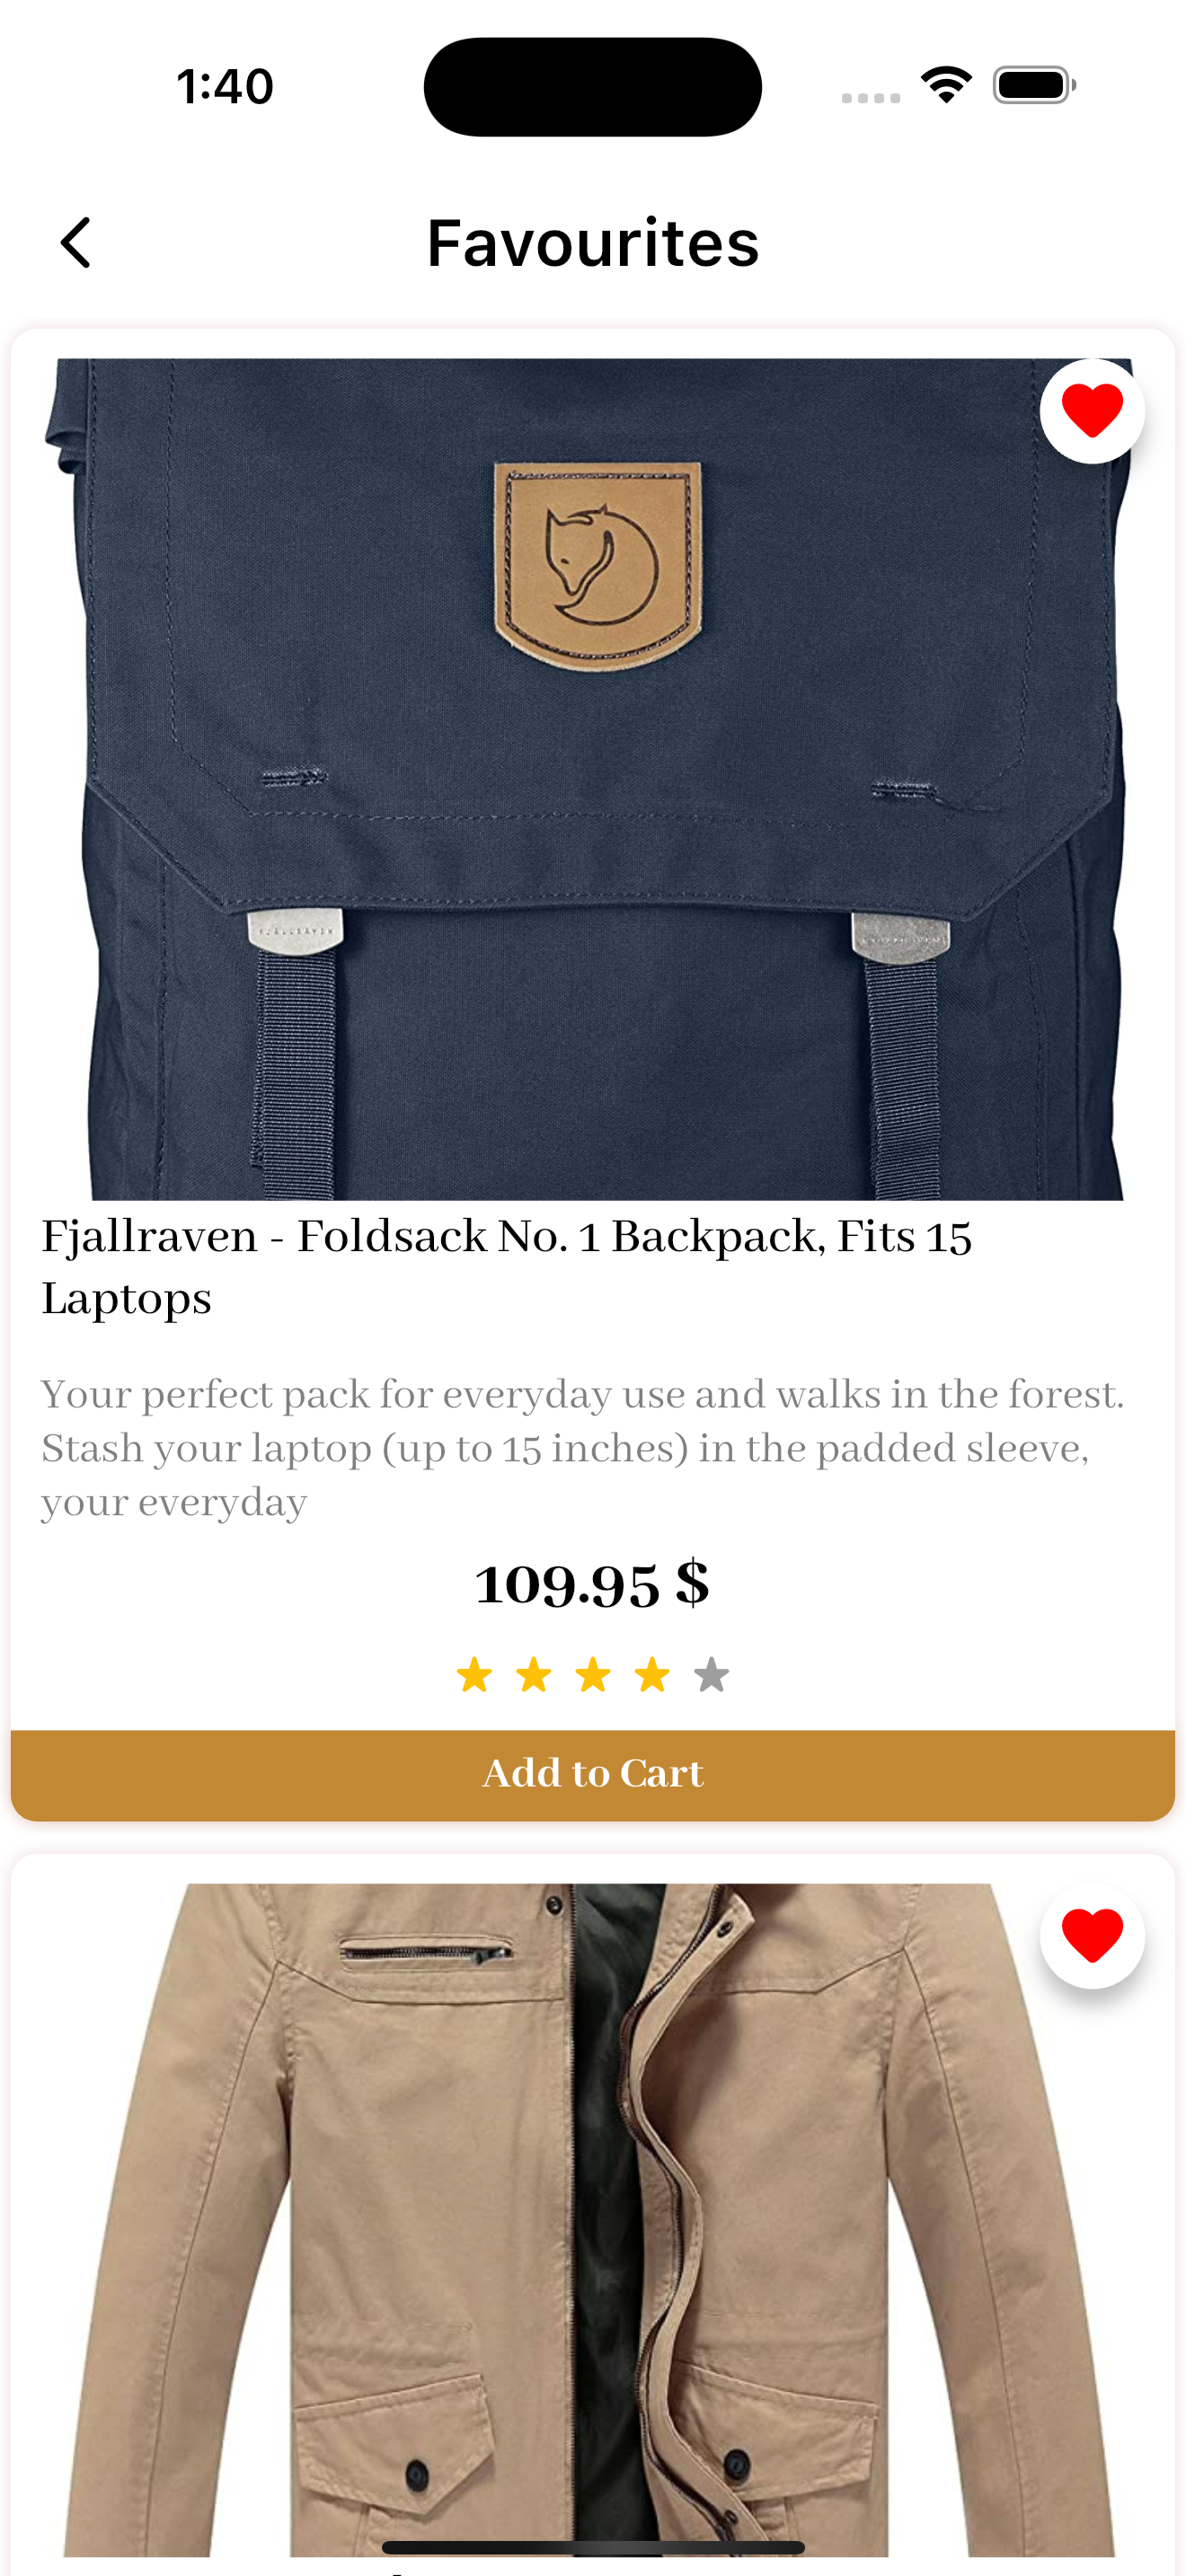 1:40
Favourites
FJÄLLRÄVEN
Fjallraven - Foldsack No. 1 Backpack, Fits 15
Laptops
Your perfect pack for everyday use and walks in the forest.
Stash your laptop (up to 15 inches) in the padded sleeve,
your everyday
109.95 $
Add to Cart